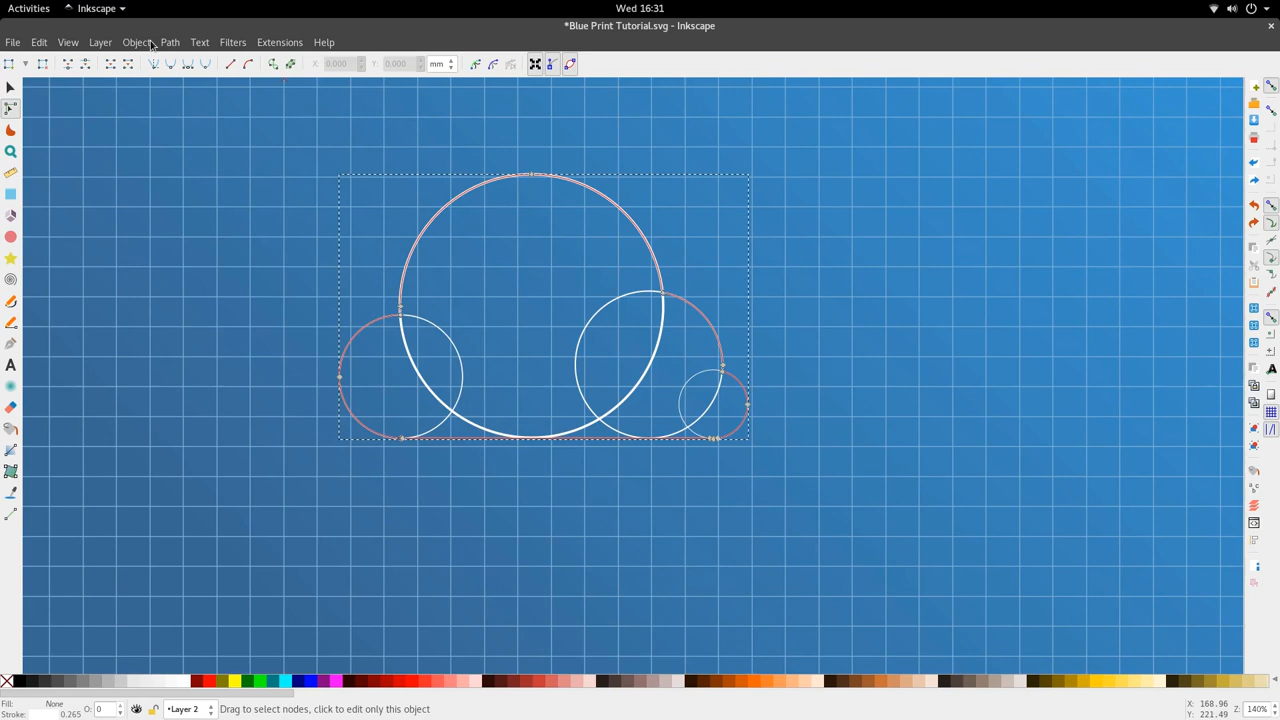 Activities Inkscape Wed 16:31
*Blue Print Tutorial.svg - Inkscape
File Edit View Layer Object Path Text Filters Extensions Help
X: 0.000 Y: 0.000 mm
Fill: None O: 0 •Layer 2 Drag to select nodes, click to edit only this object X: 168.96 Z: 140%
Stroke: 0.265 Y: 221.49